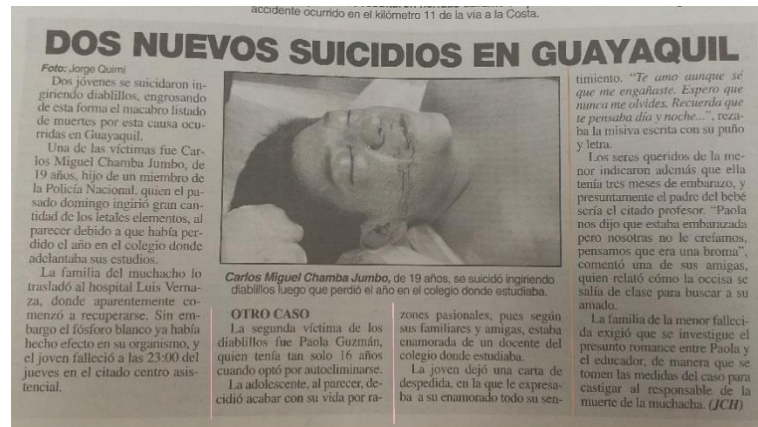 accidente ocurrido en el kilómetro 11 de la vía a la Costa.
DOS NUEVOS SUICIDIOS EN GUAYAQUIL
Foto: Jorge Quimí
Dos jóvenes se suicidaron in-
giriendo diablillos, engrosando
de esta forma el macabro listado
de muertes por esta causa ocu-
rridas en Guayaquil.
Una de las víctimas fue Car-
los Miguel Chamba Jumbo, de
19 años, hijo de un miembro de
la Policía Nacional, quien el pa-
sado domingo ingirió gran can-
tidad de los letales elementos, al
parecer debido a que había per-
dido el año en el colegio donde
adelantaba sus estudios.
La familia del muchacho lo
trasladó al hospital Luis Verna-
za, donde aparentemente co-
menzó a recuperarse. Sin em-
bargo el fósforo blanco ya había
hecho efecto en su organismo, y
el joven falleció a las 23:00 del
jueves en el citado centro asis-
tencial.
Carlos Miguel Chamba Jumbo, de 19 años, se suicidó ingiriendo
diablillos luego que perdió el año en el colegio donde estudiaba.
OTRO CASO
La segunda víctima de los
diablillos fue Paola Guzmán,
quien tenía tan solo 16 años
cuando optó por autoeliminarse.
La adolescente, al parecer, de-
cidió acabar con su vida por ra-
zones pasionales, pues según
sus familiares y amigas, estaba
enamorada de un docente del
colegio donde estudiaba.
La joven dejó una carta de
despedida, en la que le expresa-
ba a su enamorado todo su sen-
timiento. “Te amo aunque sé
que me engañaste. Espero que
nunca me olvides. Recuerda que
te pensaba día y noche...”, reza-
ba la misiva escrita con su puño
y letra.
Los seres queridos de la me-
nor indicaron además que ella
tenía tres meses de embarazo, y
presuntamente el padre del bebé
sería el citado profesor. “Paola
nos dijo que estaba embarazada
pero nosotras no le creíamos,
pensamos que era una broma”,
comentó una de sus amigas,
quien relató cómo la occisa se
salía de clase para buscar a su
amado.
La familia de la menor falleci-
da exigió que se investigue el
presunto romance entre Paola y
el educador, de manera que se
tomen las medidas del caso para
castigar al responsable de la
muerte de la muchacha. (JCH)